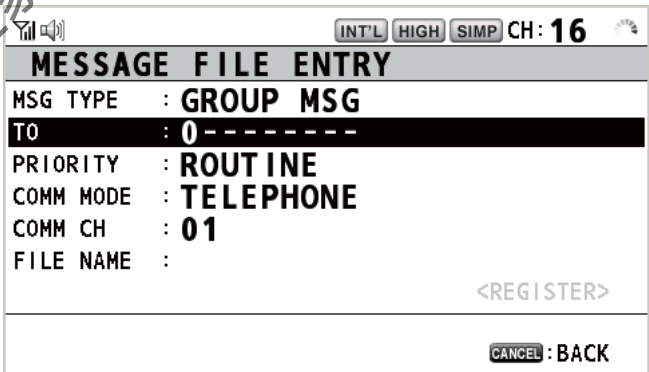 INT'L HIGH SIMP CH: 16
MESSAGE FILE ENTRY
MSG TYPE : GROUP MSG
TO : 0--------
PRIORITY : ROUTINE
COMM MODE : TELEPHONE
COMM CH : 01
FILE NAME :
<REGISTER>
CANCEL : BACK